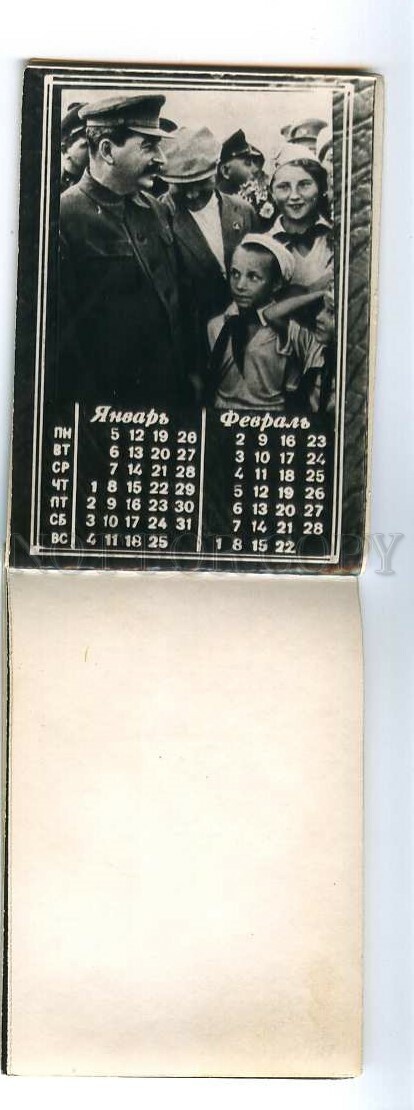 Январь Февраль
ПН 5 12 19 26 2 9 16 23
ВТ 6 13 20 27 3 10 17 24
СР 7 14 21 28 4 11 18 25
ЧТ 1 8 15 22 29 5 12 19 26
ПТ 2 9 16 23 30 6 13 20 27
СБ 3 10 17 24 31 7 14 21 28
ВС 4 11 18 25 1 8 15 22
NOT FOR COPY